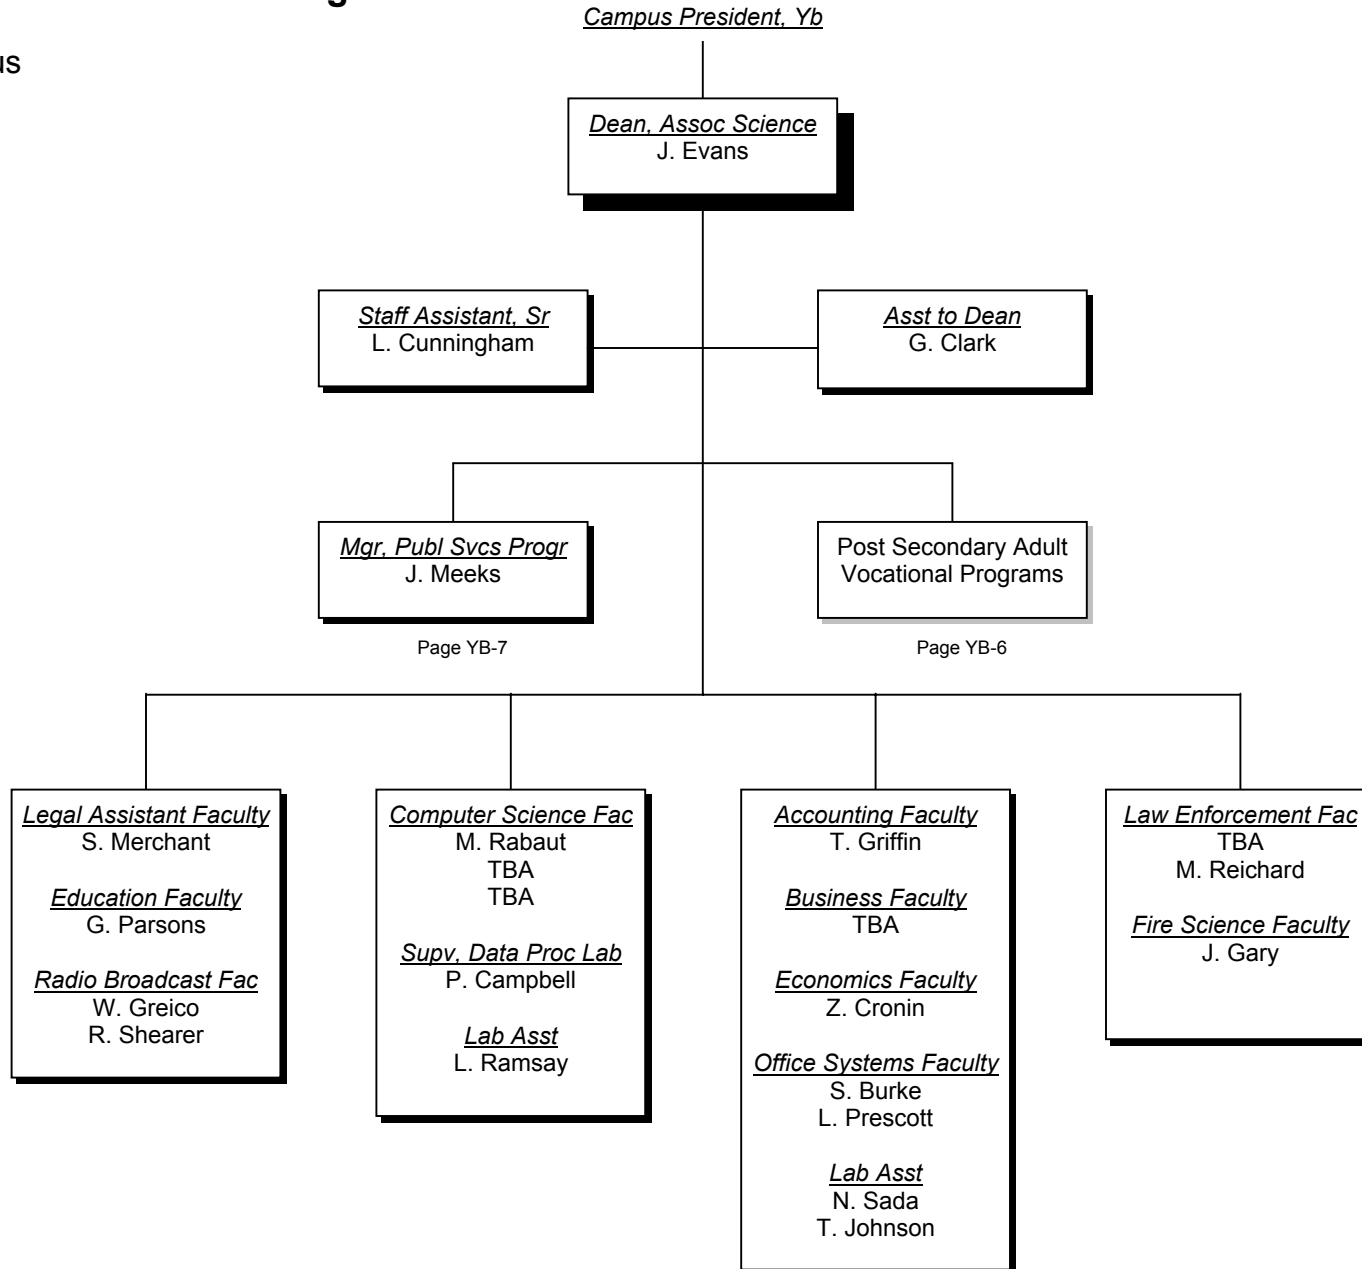 Campus President, Yb
Dean, Assoc Science
J. Evans
Staff Assistant, Sr
L. Cunningham
Asst to Dean
G. Clark
Mgr, Publ Svcs Progr
J. Meeks
Page YB-7
Post Secondary Adult
Vocational Programs
Page YB-6
Legal Assistant Faculty
S. Merchant
Education Faculty
G. Parsons
Radio Broadcast Fac
W. Greico
R. Shearer
Computer Science Fac
M. Rabaut
TBA
TBA
Supv, Data Proc Lab
P. Campbell
Lab Asst
L. Ramsay
Accounting Faculty
T. Griffin
Business Faculty
TBA
Economics Faculty
Z. Cronin
Office Systems Faculty
S. Burke
L. Prescott
Lab Asst
N. Sada
T. Johnson
Law Enforcement Fac
TBA
M. Reichard
Fire Science Faculty
J. Gary